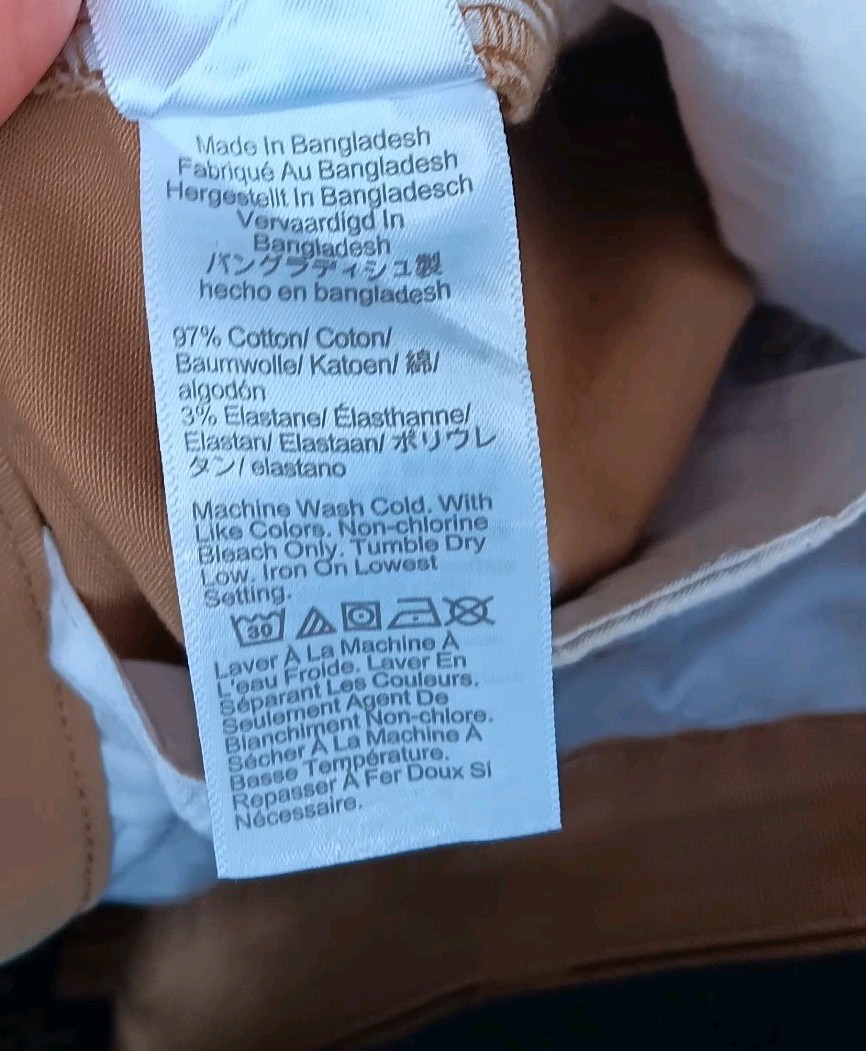 Made In Bangladesh
Fabriqué Au Bangladesh
Hergestellt In Bangladesch
Vervaardigd In
Bangladesh
バングラディシュ製
hecho en bangladesh
97% Cotton/ Coton/
Baumwolle/ Katoen/ 綿/
algodón
3% Elastane/ Élasthanne/
Elastan/ Elastaan/ ポリウレ
タン/ elastano
Machine Wash Cold. With
Like Colors. Non-chlorine
Bleach Only. Tumble Dry
Low. Iron On Lowest
Setting.
30
Laver À La Machine À
L'eau Froide. Laver En
Séparant Les Couleurs.
Seulement Agent De
Blanchiment Non-chlore.
Sécher À La Machine À
Basse Température.
Repasser À Fer Doux Si
Nécessaire.